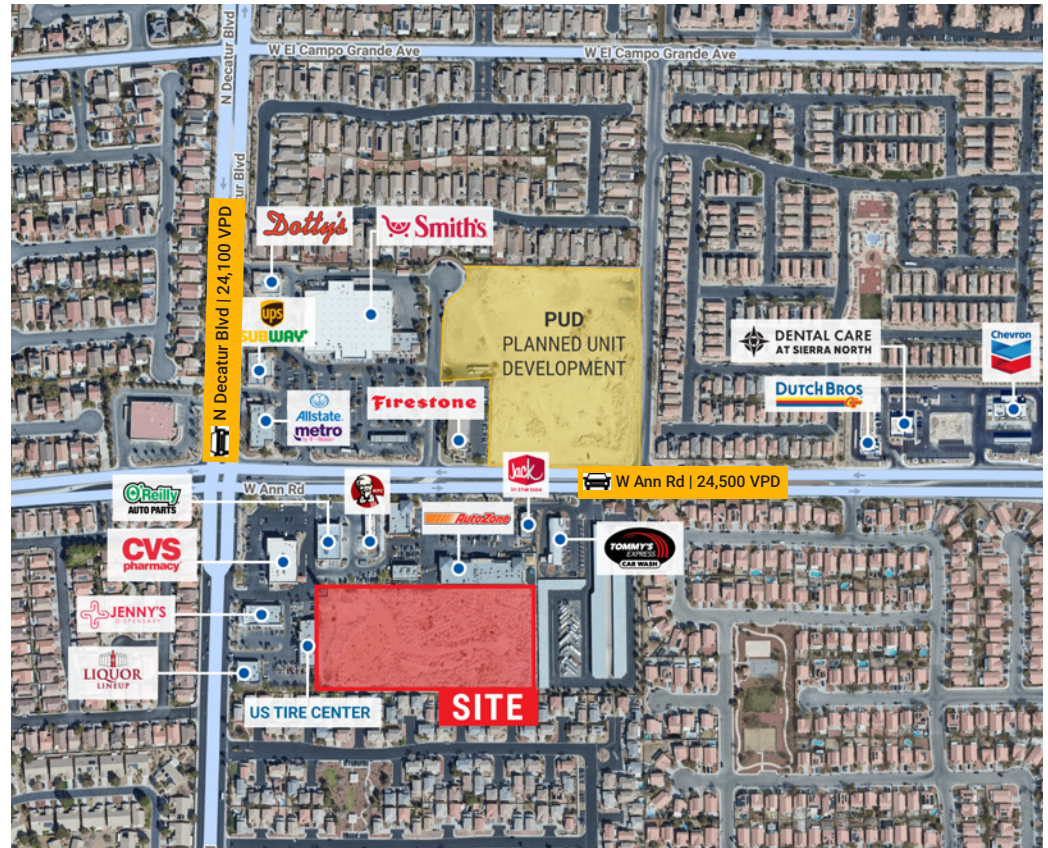 N Decatur Blvd
W El Campo Grande Ave
W El Campo Grande Ave
ur Blvd
N Decatur Blvd | 24,100 VPD
Dotty's
Smith's
ups
SUBWAY
PUD
PLANNED UNIT
DEVELOPMENT
DENTAL CARE
AT SIERRA NORTH
Chevron
DUTCH BROS
Allstate
metro
Firestone
Jack
in the box
W Ann Rd | 24,500 VPD
W Ann Rd
O'Reilly
AUTO PARTS
KFC
AutoZone
CVS
pharmacy
TOMMY'S
EXPRESS
CAR WASH
JENNY'S
DISPENSARY
LIQUOR
LINEUP
US TIRE CENTER
SITE